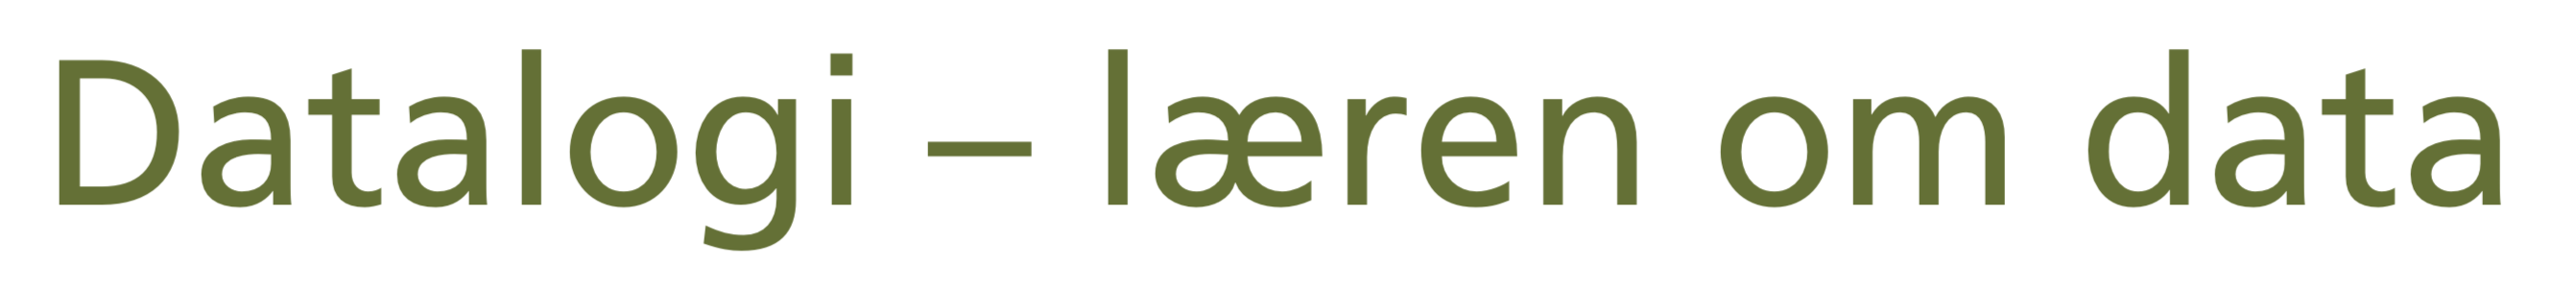 Datalogi – læren om data